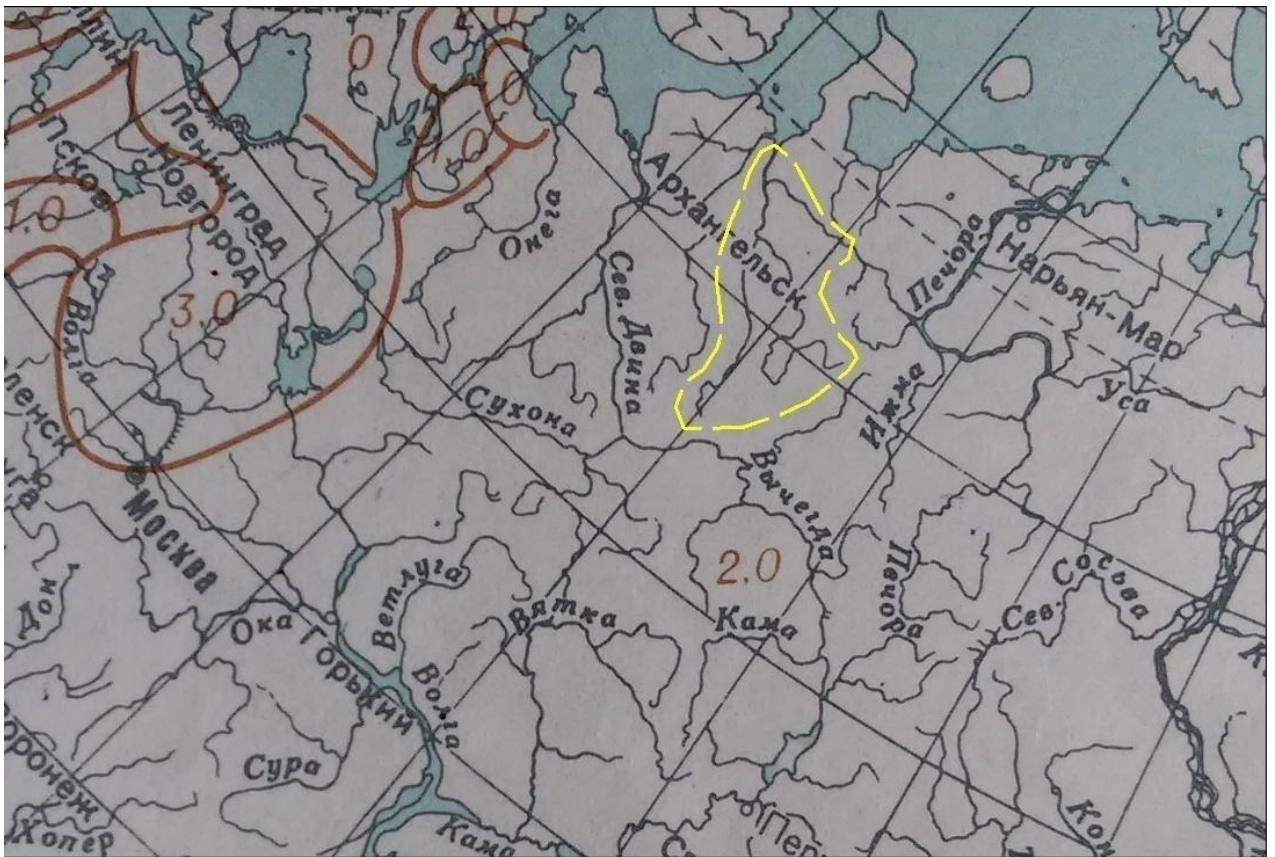 0
0
1.0
Псков
Ленинград
Новгород
1.0
3.0
Волга
Онега
Архангельск
Сев. Двина
Печора
Нарьян-Мар
Уса
Ижма
Сухона
Вычегда
Москва
2.0
Печора
Сев. Сосьва
Дон
Ока
Ветлуга
Вятка
Кама
Горький
Волга
Сура
Хопер
Кама